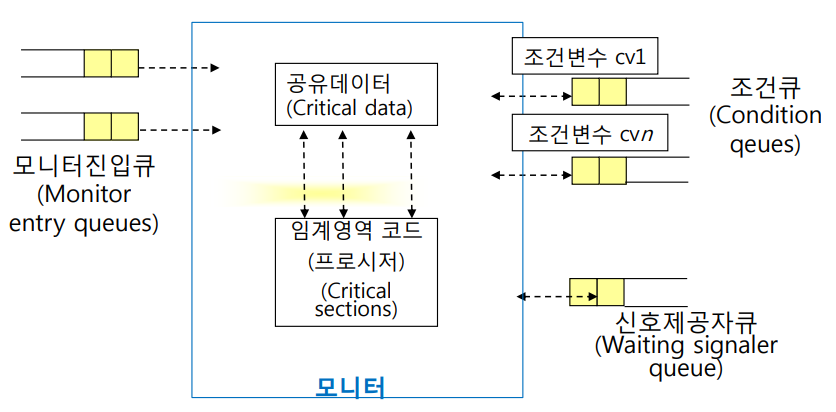 모니터진입큐
(Monitor
entry queues)
공유데이터
(Critical data)
임계영역 코드
(프로시저)
(Critical
sections)
모니터
조건변수 cv1
조건변수 cvn
조건큐
(Condition
qeues)
신호제공자큐
(Waiting signaler
queue)